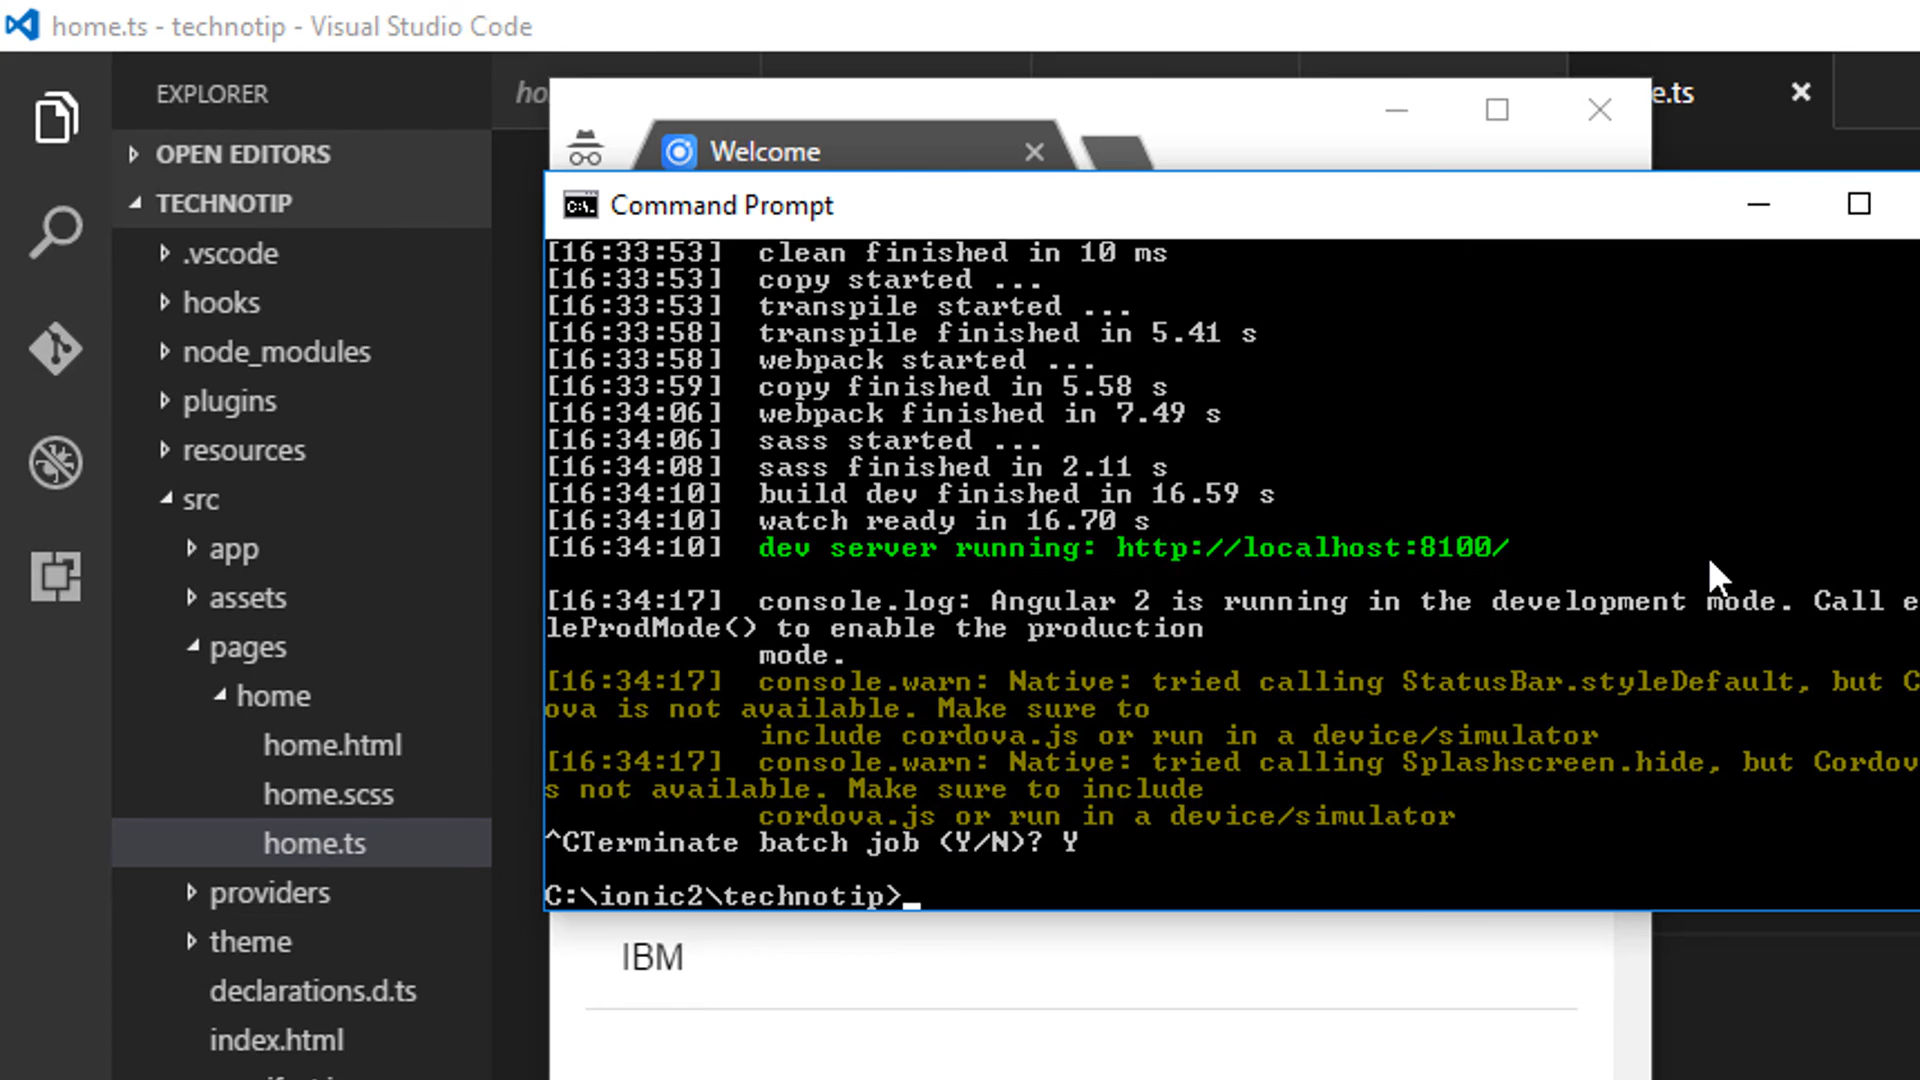 home.ts - technotip - Visual Studio Code
EXPLORER
OPEN EDITORS
TECHNOTIP
.vscode
hooks
node_modules
plugins
resources
src
app
assets
pages
home
home.html
home.scss
home.ts
providers
theme
declarations.d.ts
index.html
ho
e.ts
Welcome
Command Prompt
[16:33:53] clean finished in 10 ms
[16:33:53] copy started ...
[16:33:53] transpile started ...
[16:33:58] transpile finished in 5.41 s
[16:33:58] webpack started ...
[16:33:59] copy finished in 5.58 s
[16:34:06] webpack finished in 7.49 s
[16:34:06] sass started ...
[16:34:08] sass finished in 2.11 s
[16:34:10] build dev finished in 16.59 s
[16:34:10] watch ready in 16.70 s
[16:34:10] dev server running: http://localhost:8100/
[16:34:17] console.log: Angular 2 is running in the development mode. Call e
leProdMode() to enable the production
mode.
[16:34:17] console.warn: Native: tried calling StatusBar.styleDefault, but C
ova is not available. Make sure to
include cordova.js or run in a device/simulator
[16:34:17] console.warn: Native: tried calling Splashscreen.hide, but Cordov
s not available. Make sure to include
cordova.js or run in a device/simulator
^CTerminate batch job (Y/N)? Y
C:\ionic2\technotip>_
IBM